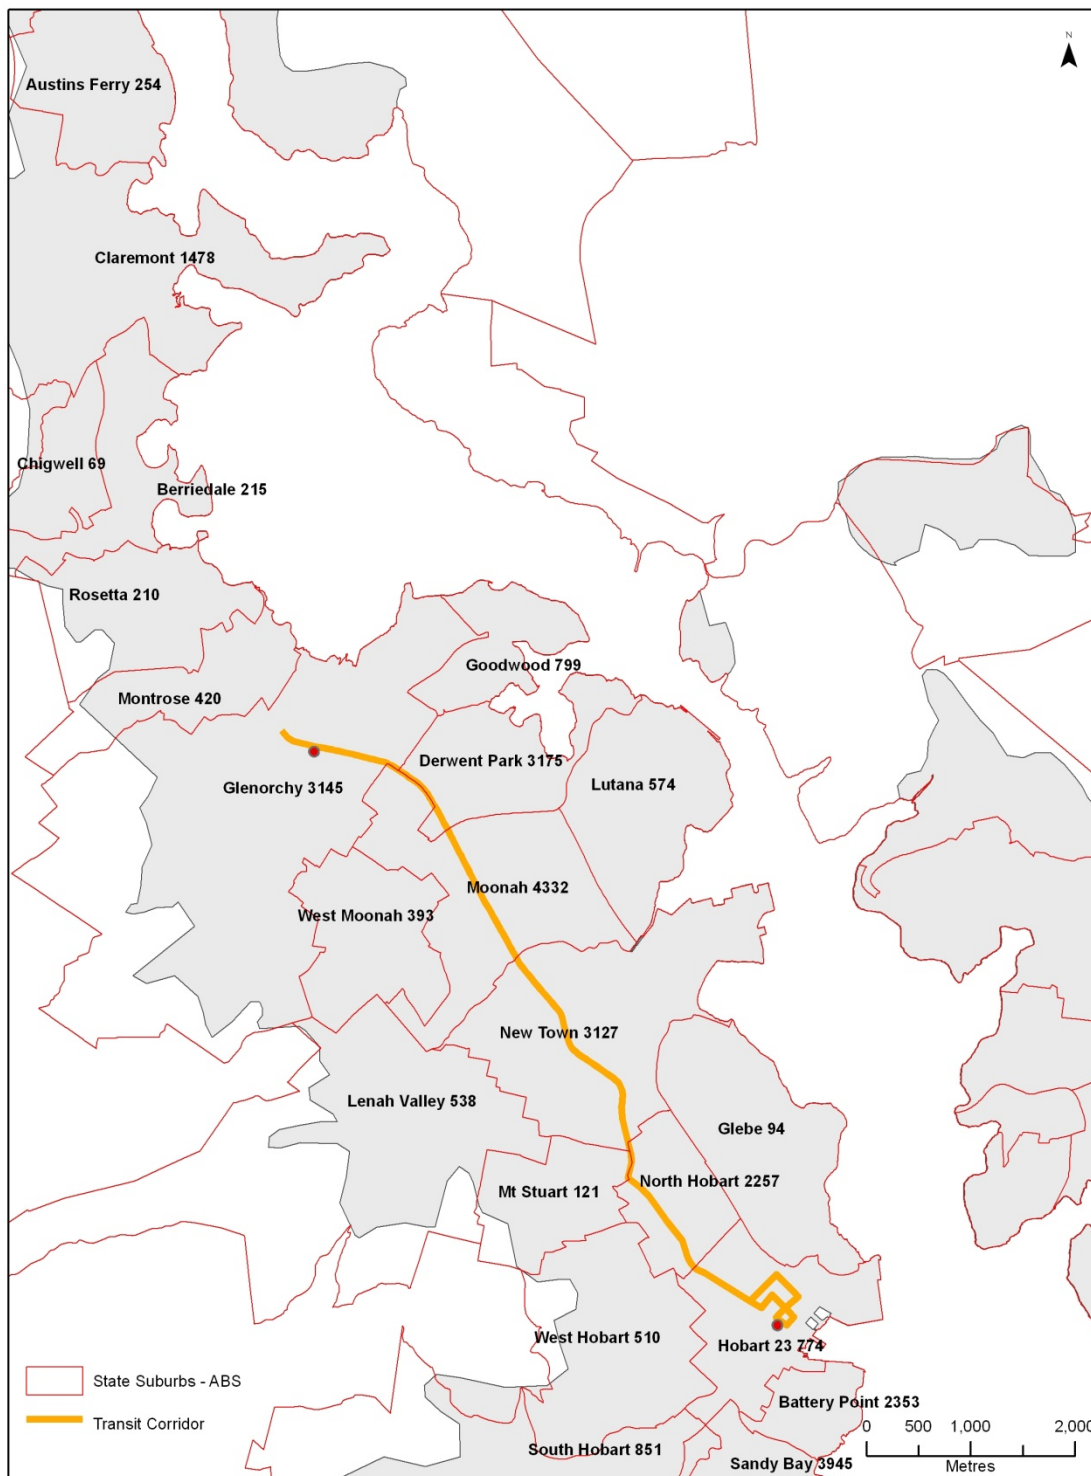 N
Austins Ferry 254
Claremont 1478
Chigwell 69
Berriedale 215
Rosetta 210
Goodwood 799
Montrose 420
Derwent Park 3175
Glenorchy 3145
Lutana 574
Moonah 4332
West Moonah 393
New Town 3127
Lenah Valley 538
Glebe 94
North Hobart 2257
Mt Stuart 121
West Hobart 510
Hobart 23 774
State Suburbs - ABS
Battery Point 2353
Transit Corridor
0 500 1,000 2,000
South Hobart 851
Sandy Bay 3945
Metres